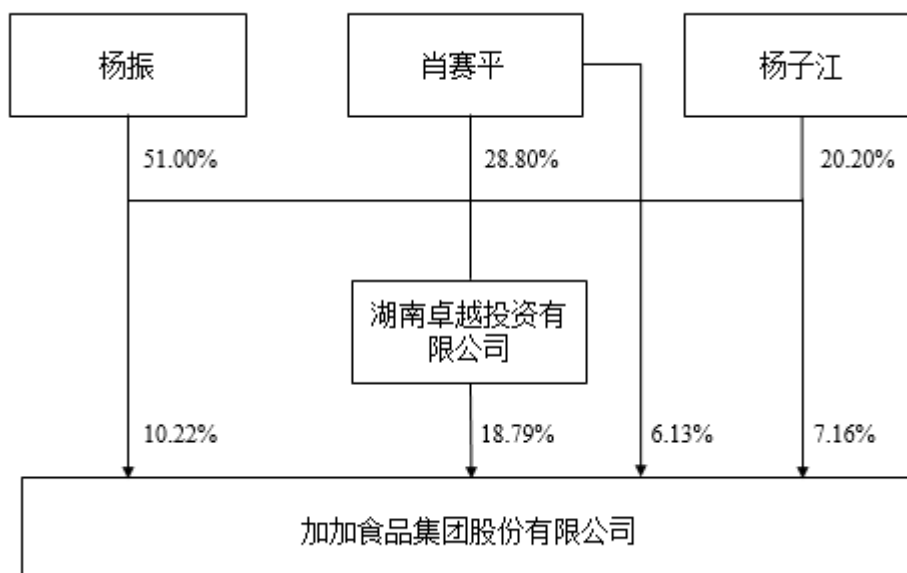 杨振
肖赛平
杨子江
51.00%
28.80%
20.20%
湖南卓越投资有
限公司
10.22%
18.79%
6.13%
7.16%
加加食品集团股份有限公司